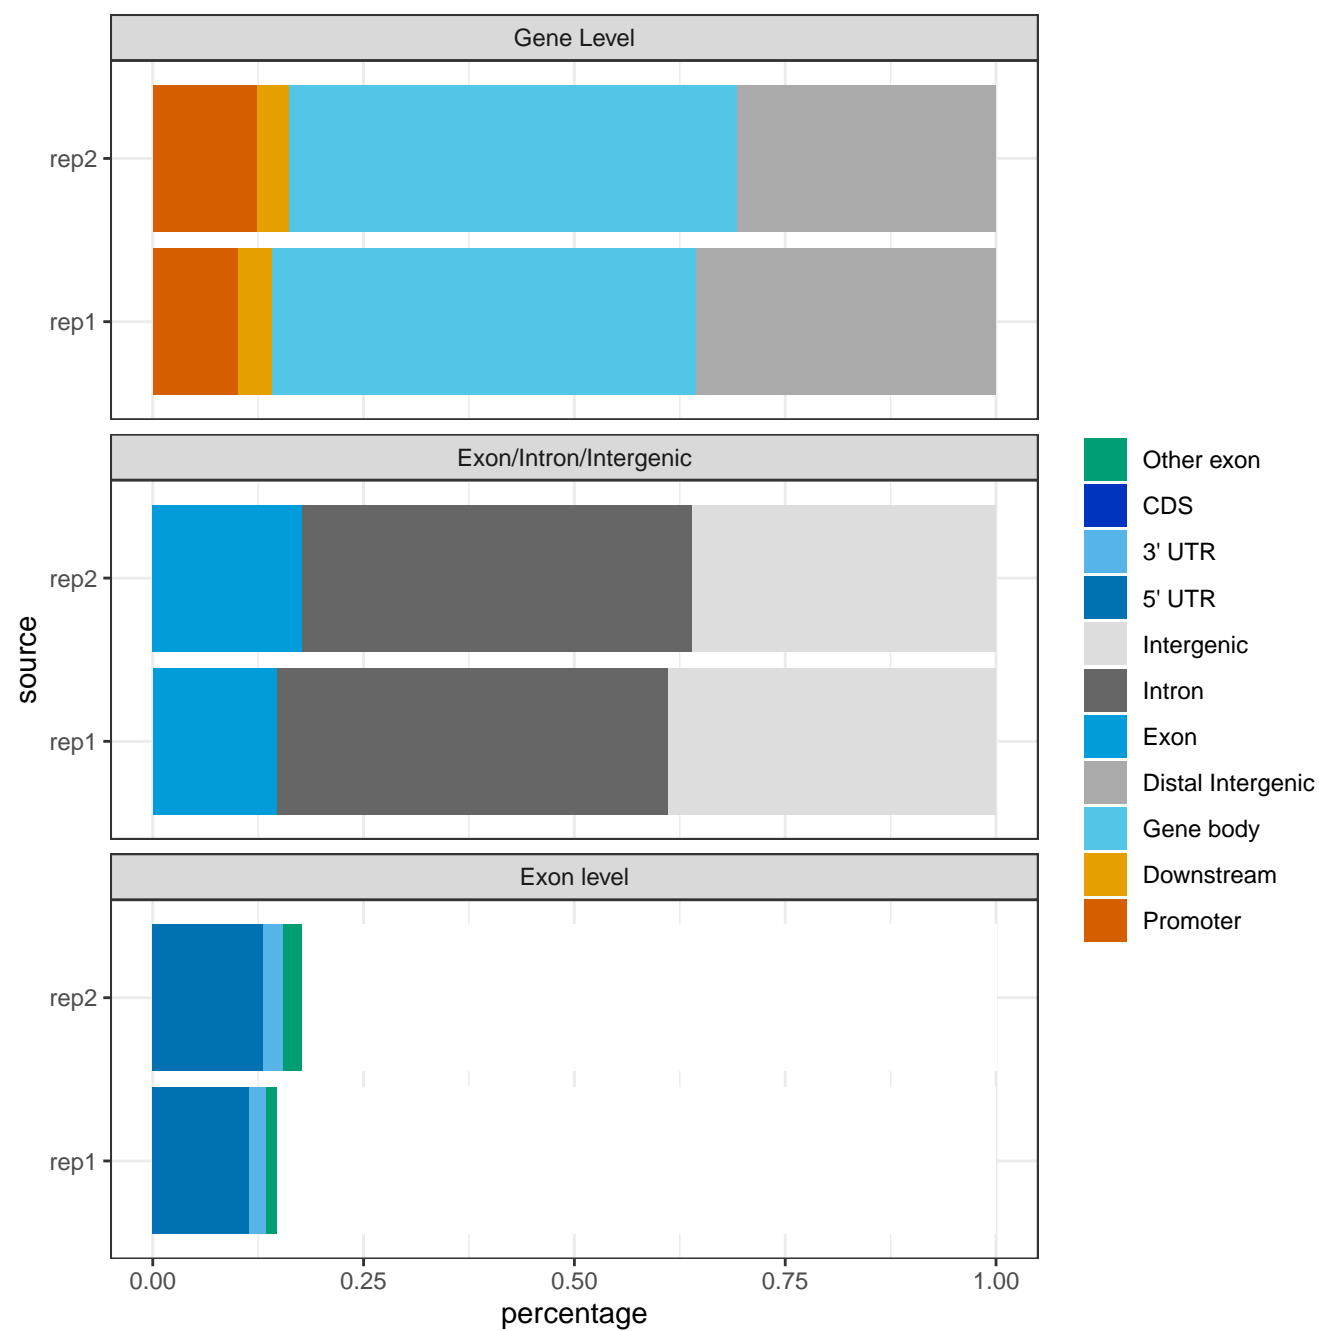 Gene Level
rep2
rep1
Exon/Intron/Intergenic
rep2
rep1
Exon level
rep2
rep1
0.00 0.25 0.50 0.75 1.00
percentage
source
Other exon
CDS
3' UTR
5' UTR
Intergenic
Intron
Exon
Distal Intergenic
Gene body
Downstream
Promoter